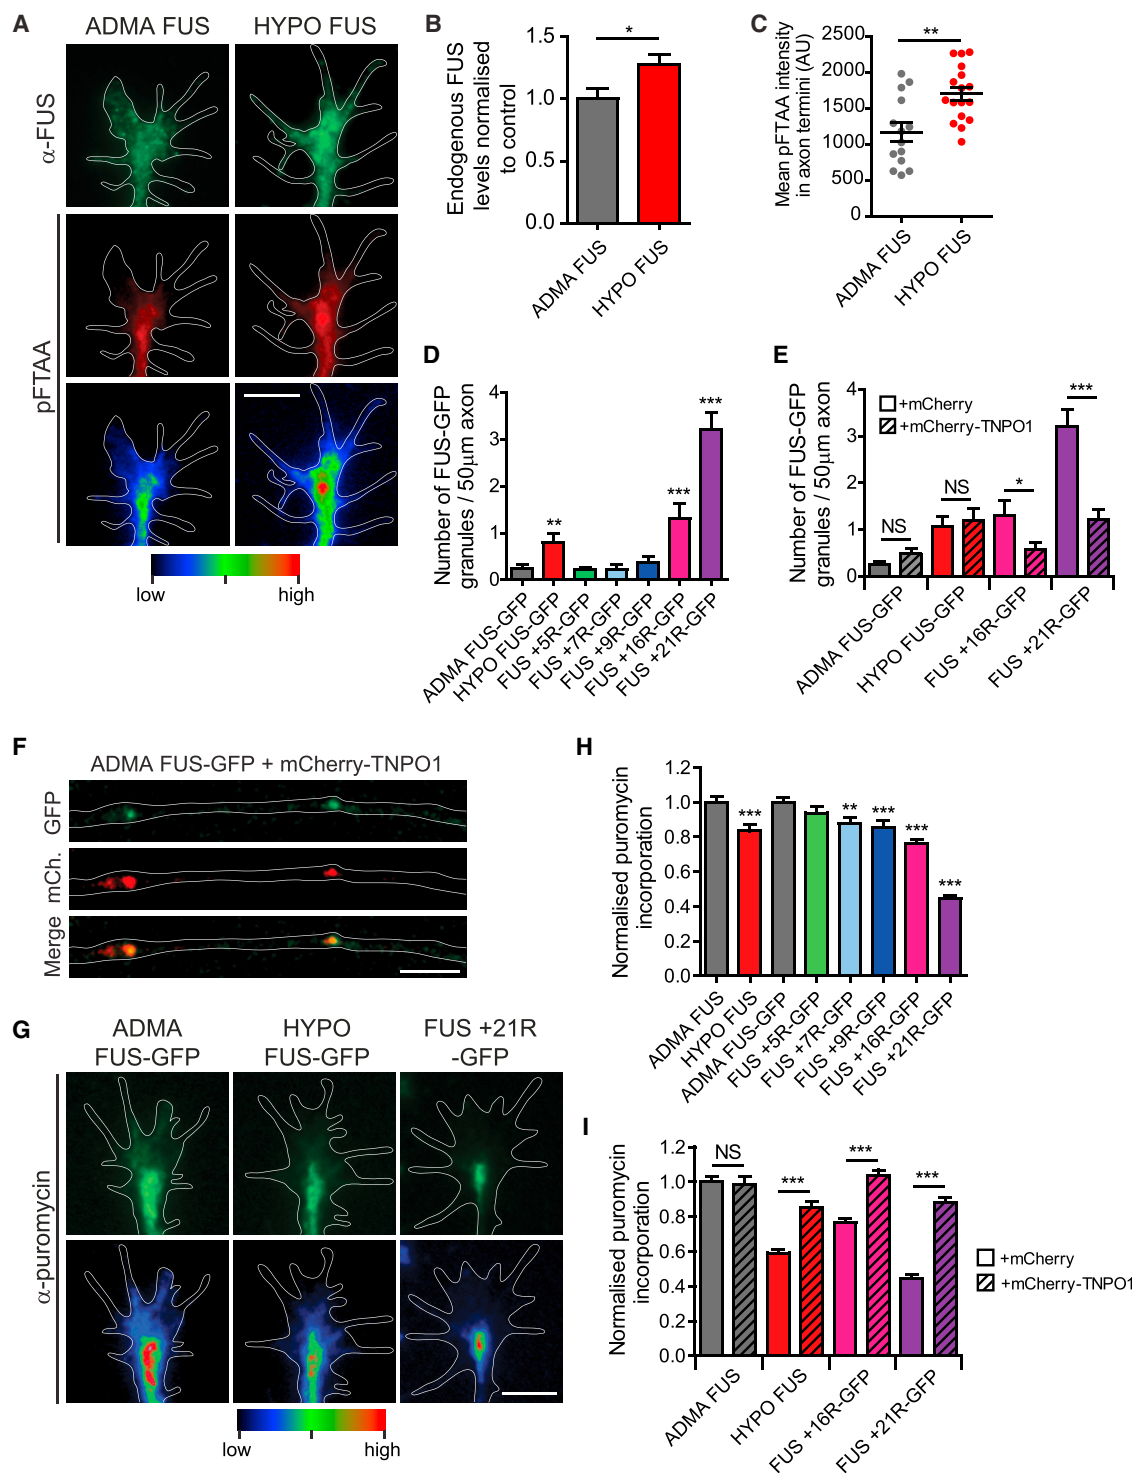 A
ADMA FUS
HYPO FUS
α-FUS
pFTAA
low
high
B
Endogenous FUS
levels normalised
to control
1.5
1.0
0.5
0.0
*
ADMA FUS
HYPO FUS
C
Mean pFTAA intensity
in axon termini (AU)
2500
2000
1500
1000
500
0
**
ADMA FUS
HYPO FUS
D
Number of FUS-GFP
granules / 50μm axon
4
3
2
1
0
**
***
***
ADMA FUS-GFP
HYPO FUS-GFP
FUS +5R-GFP
FUS +7R-GFP
FUS +9R-GFP
FUS +16R-GFP
FUS +21R-GFP
E
Number of FUS-GFP
granules / 50μm axon
4
3
2
1
0
+mCherry
+mCherry-TNPO1
NS
NS
*
***
ADMA FUS-GFP
HYPO FUS-GFP
FUS +16R-GFP
FUS +21R-GFP
F
ADMA FUS-GFP + mCherry-TNPO1
GFP
mCh.
Merge
G
ADMA
FUS-GFP
HYPO
FUS-GFP
FUS +21R
-GFP
α-puromycin
low
high
H
Normalised puromycin
incorporation
1.2
1.0
0.8
0.6
0.4
0.2
0.0
***
**
***
***
***
ADMA FUS
HYPO FUS
ADMA FUS-GFP
FUS +5R-GFP
FUS +7R-GFP
FUS +9R-GFP
FUS +16R-GFP
FUS +21R-GFP
I
Normalised puromycin
incorporation
1.2
1.0
0.8
0.6
0.4
0.2
0.0
NS
***
***
***
+mCherry
+mCherry-TNPO1
ADMA FUS
HYPO FUS
FUS +16R-GFP
FUS +21R-GFP